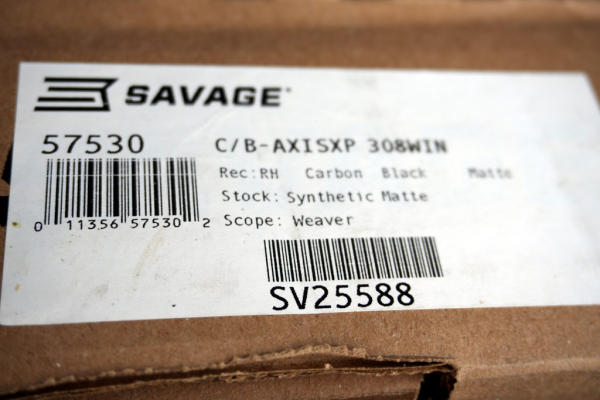 SAVAGE
57530 C/B-AXISXP 308WIN
Rec: RH Carbon Black Matte
Stock: Synthetic Matte
0 11356 57530 2 Scope: Weaver
SV25588